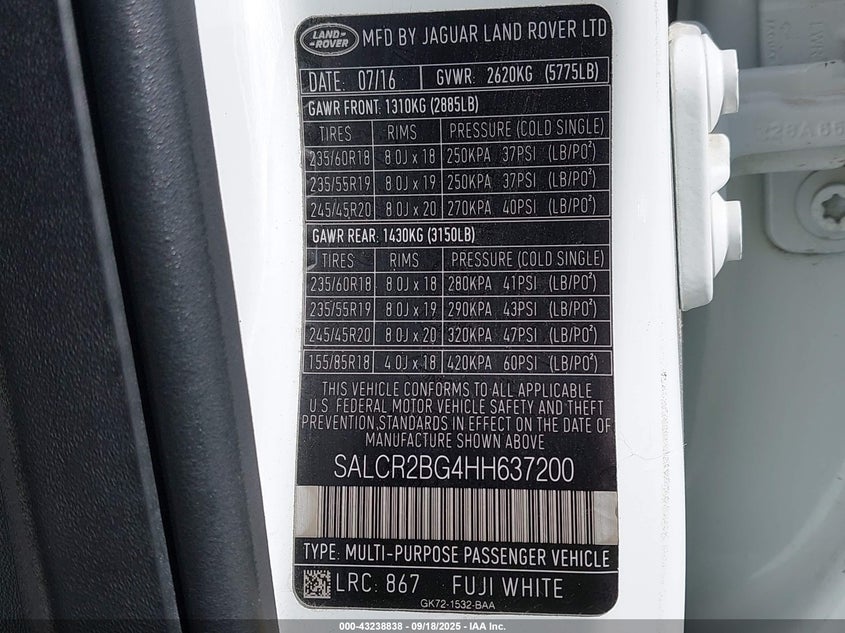 LAND-
-ROVER
MFD BY JAGUAR LAND ROVER LTD
DATE: 07/16 GVWR: 2620KG (5775LB)
GAWR FRONT: 1310KG (2885LB)
TIRES RIMS PRESSURE (COLD SINGLE)
235/60R18 8.0J x 18 250KPA 37PSI (LB/PO²)
235/55R19 8.0J x 19 250KPA 37PSI (LB/PO²)
245/45R20 8.0J x 20 270KPA 40PSI (LB/PO²)
GAWR REAR: 1430KG (3150LB)
TIRES RIMS PRESSURE (COLD SINGLE)
235/60R18 8.0J x 18 280KPA 41PSI (LB/PO²)
235/55R19 8.0J x 19 290KPA 43PSI (LB/PO²)
245/45R20 8.0J x 20 320KPA 47PSI (LB/PO²)
155/85R18 4.0J x 18 420KPA 60PSI (LB/PO²)
THIS VEHICLE CONFORMS TO ALL APPLICABLE
U.S. FEDERAL MOTOR VEHICLE SAFETY AND THEFT
PREVENTION STANDARDS IN EFFECT ON THE DATE OF
MANUFACTURE SHOWN ABOVE
SALCR2BG4HH637200
TYPE: MULTI-PURPOSE PASSENGER VEHICLE
LRC: 867 FUJI WHITE
GK72-1532-BAA
000-43238838 - 09/18/2025 - IAA Inc.